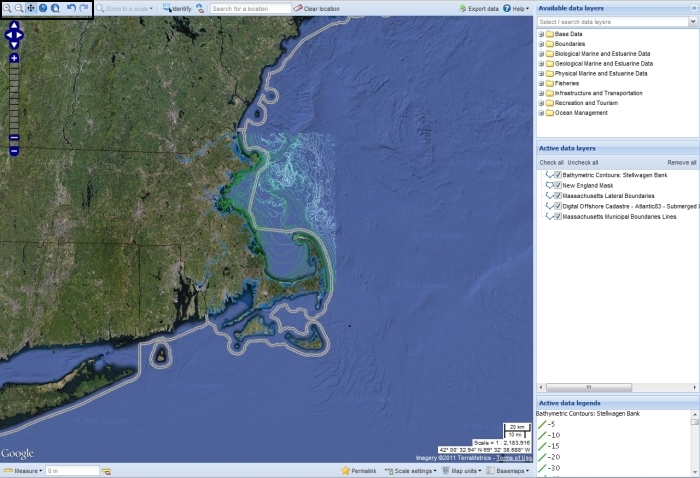 Zoom to a scale
Identify
Search for a location
Clear location
Export data
Help
Available data layers
Select / search data layers
Base Data
Boundaries
Biological Marine and Estuarine Data
Geological Marine and Estuarine Data
Physical Marine and Estuarine Data
Fisheries
Infrastructure and Transportation
Recreation and Tourism
Ocean Management
Active data layers
Check all Uncheck all Remove all
Bathymetric Contours: Stellwagen Bank
New England Mask
Massachusetts Lateral Boundaries
Digital Offshore Cadastre - Atlantic83 - Submerged
Massachusetts Municipal Boundaries Lines
Active data legends
Bathymetric Contours: Stellwagen Bank
-5
-10
-15
-20
-30
20 km
10 mi
Scale = 1 : 2,183,916
42° 00' 32.94" N 69° 32' 38.688" W
Imagery ©2011 TerraMetrics - Terms of Use
Google
Measure
0 m
Permalink
Scale settings
Map units
Basemaps